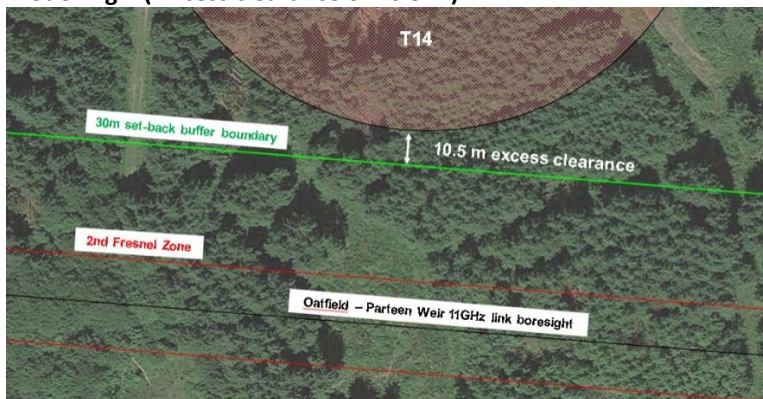 T14
30m set-back buffer boundary
10.5 m excess clearance
2nd Fresnel Zone
Oatfield – Parteen Weir 11GHz link boresight